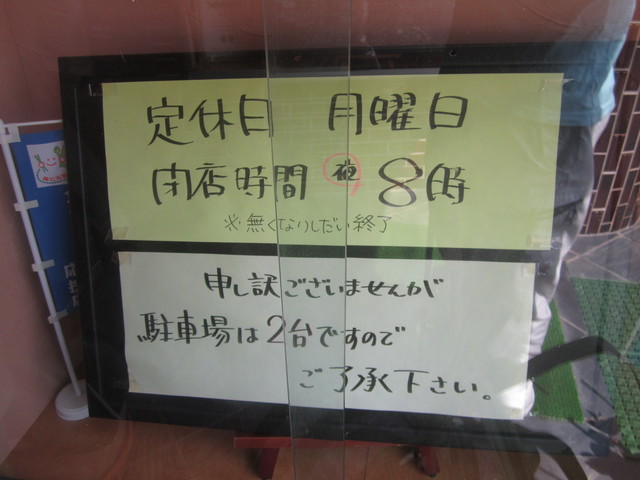 定休日 月曜日
閉店時間 夜 8時
※無くなりしだい終了
申し訳ございませんが
駐車場は2台ですので
ご了承下さい。